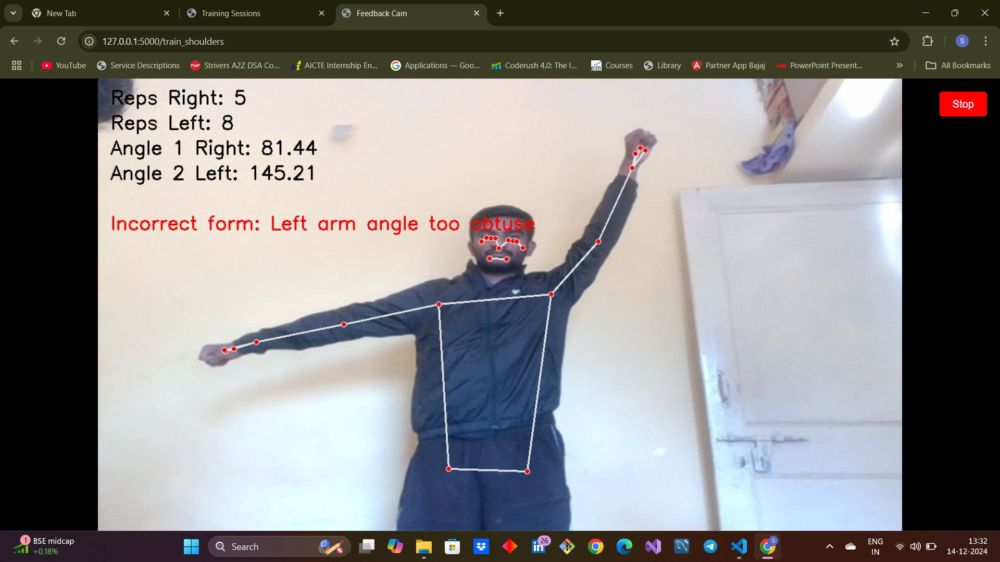 New Tab
Training Sessions
Feedback Cam
127.0.0.1:5000/train_shoulders
S
YouTube
Service Descriptions
TUF
Strivers A2Z DSA Co...
AICTE Internship En...
Applications — Goo...
Coderush 4.0: The I...
elm
Courses
Library
Partner App Bajaj
AON
PowerPoint Present...
All Bookmarks
Reps Right: 5
Reps Left: 8
Angle 1 Right: 81.44
Angle 2 Left: 145.21
Incorrect form: Left arm angle too obtuse
Stop
1
BSE midcap
+0.18%
Search
26
S
ENG
IN
13:32
14-12-2024